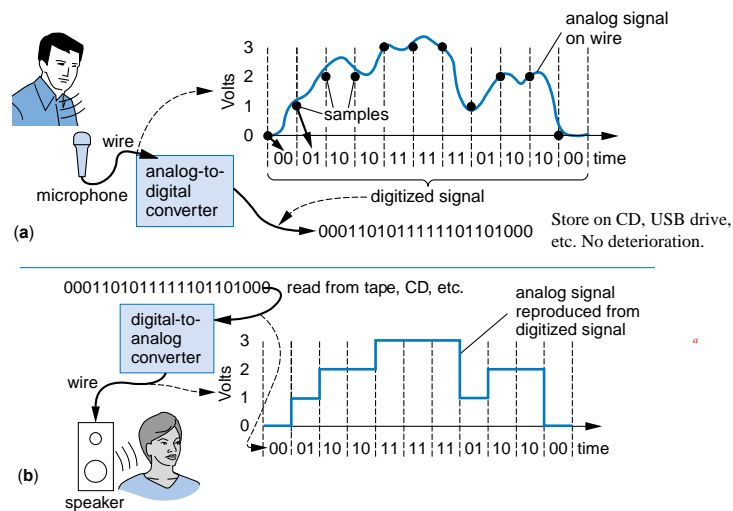 analog signal
on wire
3
2
1
0
Volts
samples
wire
00 01 10 10 11 11 11 01 10 10 00 time
microphone
analog-to-
digital
converter
digitized signal
(a)
0001101011111101101000
Store on CD, USB drive,
etc. No deterioration.
0001101011111101101000 read from tape, CD, etc.
digital-to-
analog
converter
analog signal
reproduced from
digitized signal
a
wire
3
2
1
0
Volts
00 01 10 10 11 11 11 01 10 10 00 time
(b)
speaker